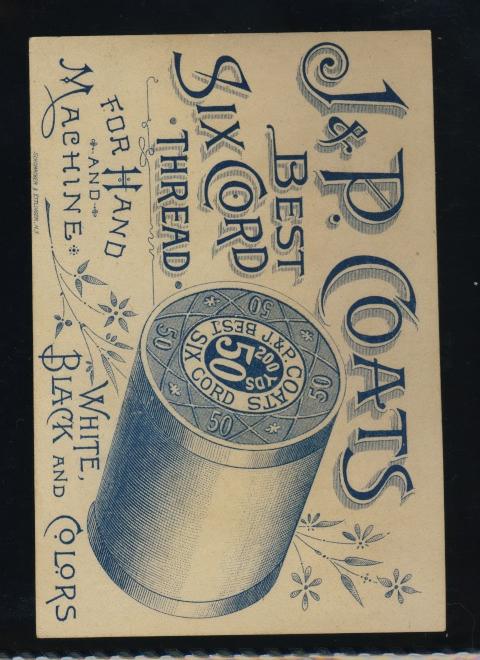 J. & P. COATS
BEST
SIX CORD
THREAD
FOR HAND
AND
MACHINE
J.&P. COATS
BEST SIX CORD
200
YDS
50
50
50
50
50
WHITE,
BLACK AND COLORS